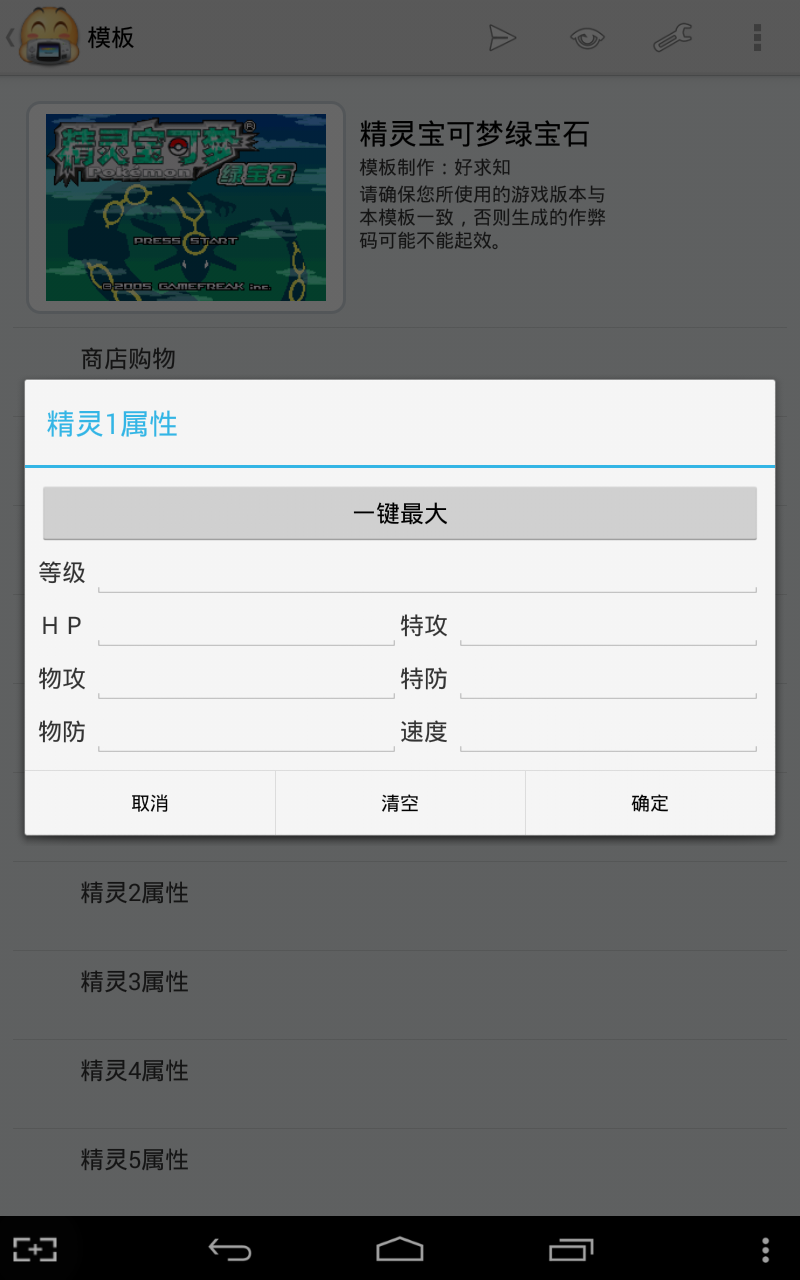 模板
精灵宝可梦
®
Pokémon
绿宝石
PRESS START
©2005 GAMEFREAK inc.
精灵宝可梦绿宝石
模板制作：好求知
请确保您所使用的游戏版本与
本模板一致，否则生成的作弊
码可能不能起效。
商店购物
精灵1属性
一键最大
等级
HP
特攻
物攻
特防
物防
速度
取消
清空
确定
精灵2属性
精灵3属性
精灵4属性
精灵5属性